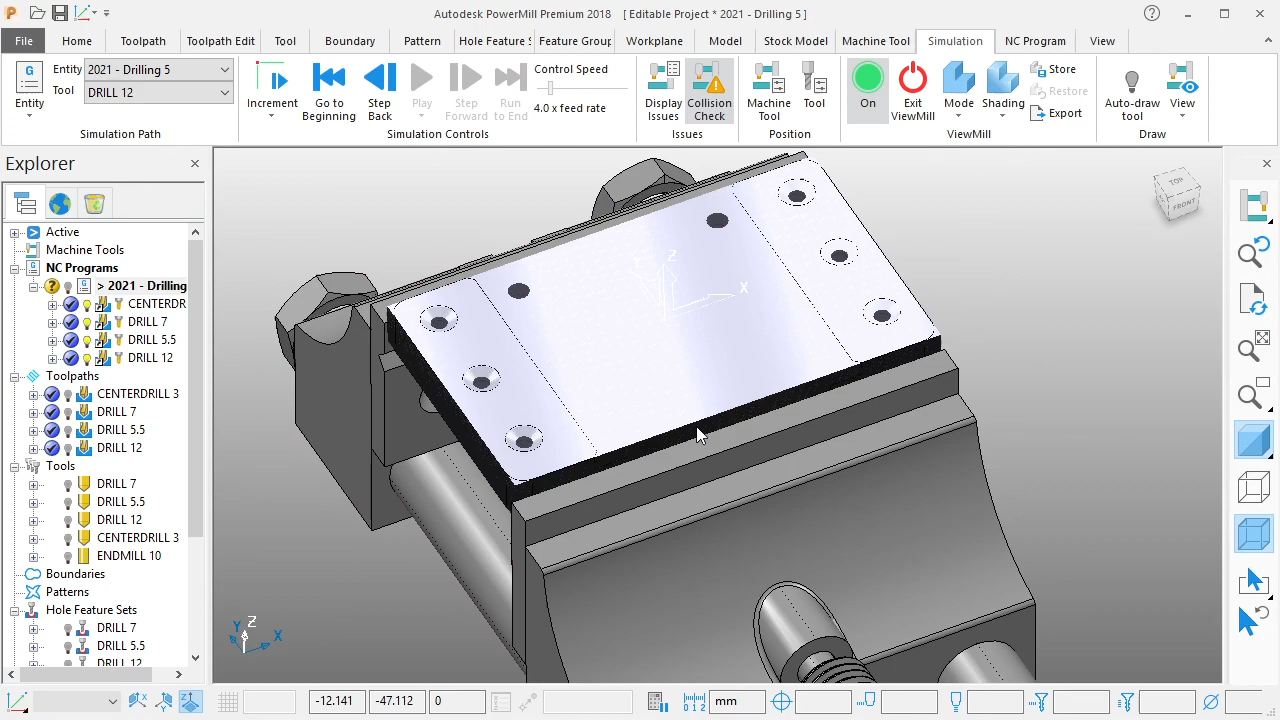 Autodesk PowerMill Premium 2018 [ Editable Project * 2021 - Drilling 5 ]
File Home Toolpath Toolpath Edit Tool Boundary Pattern Hole Feature S Feature Group Workplane Model Stock Model Machine Tool Simulation NC Program View
Entity 2021 - Drilling 5
Tool DRILL 12
Entity
Simulation Path
Increment
Go to Beginning
Step Back
Play
Step Forward
Run to End
Control Speed
4.0 x feed rate
Simulation Controls
Display Issues
Collision Check
Issues
Machine Tool
Tool
Position
On
Exit ViewMill
Mode
Shading
Store
Restore
Export
ViewMill
Auto-draw tool
View
Draw
Explorer
Active
Machine Tools
NC Programs
> 2021 - Drilling
CENTERDR
DRILL 7
DRILL 5.5
DRILL 12
Toolpaths
CENTERDRILL 3
DRILL 7
DRILL 5.5
DRILL 12
Tools
DRILL 7
DRILL 5.5
DRILL 12
CENTERDRILL 3
ENDMILL 10
Boundaries
Patterns
Hole Feature Sets
DRILL 7
DRILL 5.5
DRILL 12
TOP
FRONT
Y Z
X
Z
Y X
-12.141 -47.112 0 mm